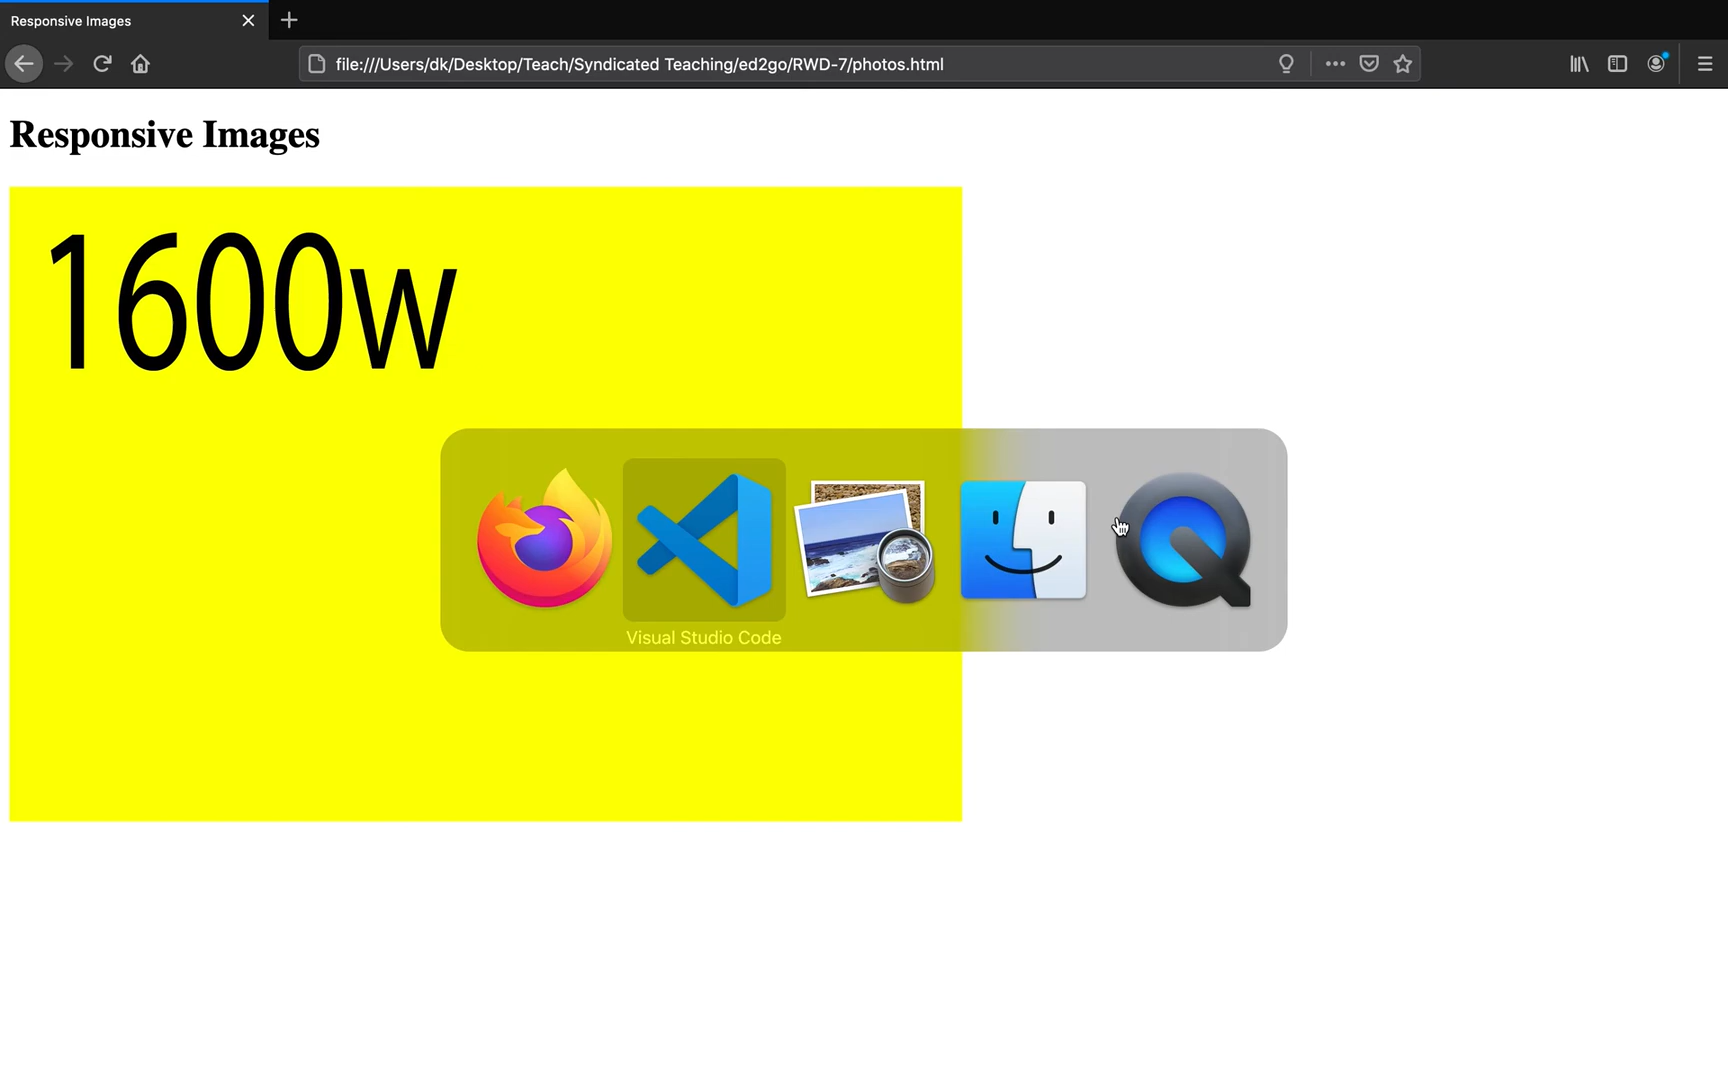 Responsive Images
file:///Users/dk/Desktop/Teach/Syndicated Teaching/ed2go/RWD-7/photos.html
Responsive Images
1600w
Visual Studio Code